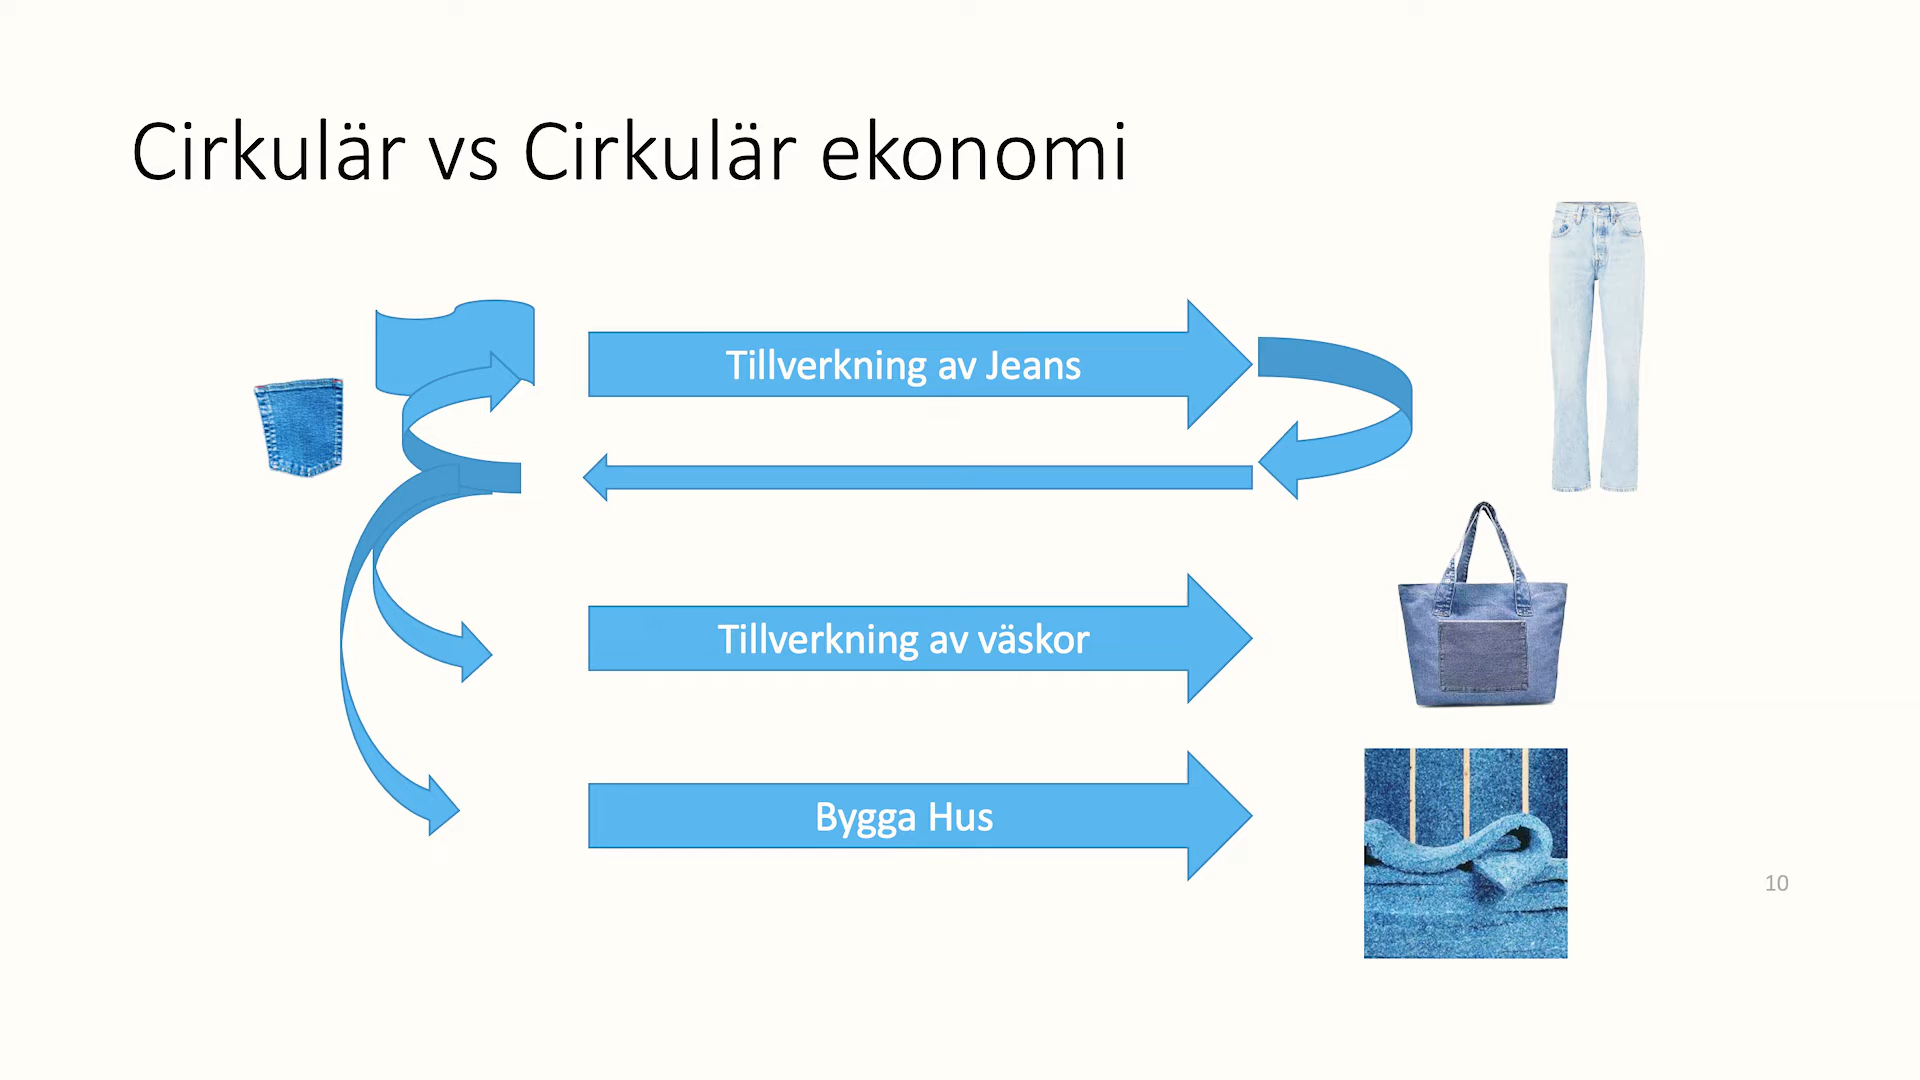 Cirkulär vs Cirkulär ekonomi
Tillverkning av Jeans
Tillverkning av väskor
Bygga Hus
10